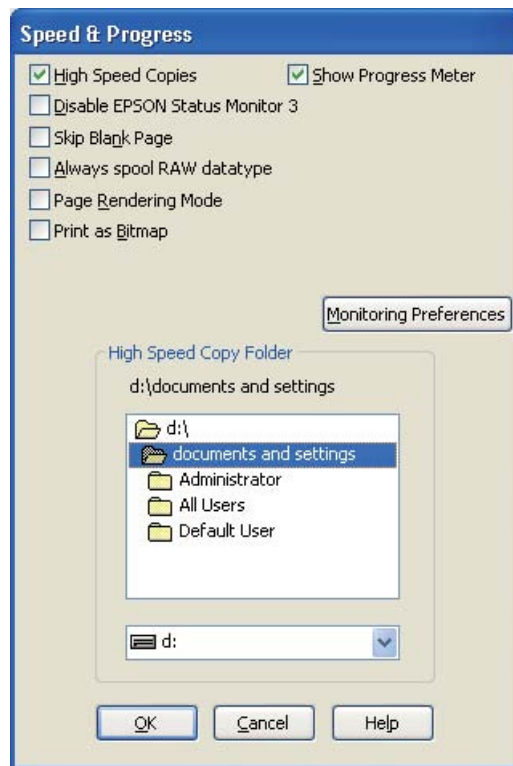 Speed & Progress
High Speed Copies Show Progress Meter
Disable EPSON Status Monitor 3
Skip Blank Page
Always spool RAW datatype
Page Rendering Mode
Print as Bitmap
Monitoring Preferences
High Speed Copy Folder
d:\documents and settings
d:\
documents and settings
Administrator
All Users
Default User
d:
OK Cancel Help